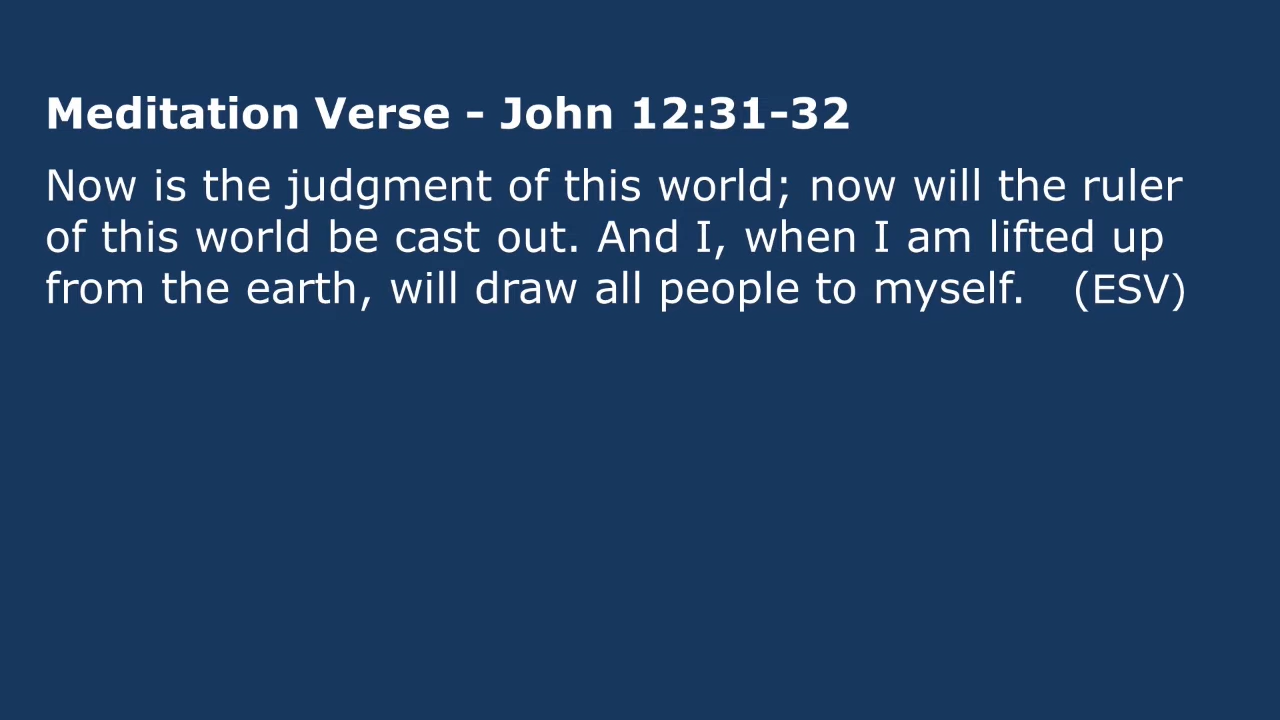 Meditation Verse - John 12:31-32
Now is the judgment of this world; now will the ruler
of this world be cast out. And I, when I am lifted up
from the earth, will draw all people to myself. (ESV)